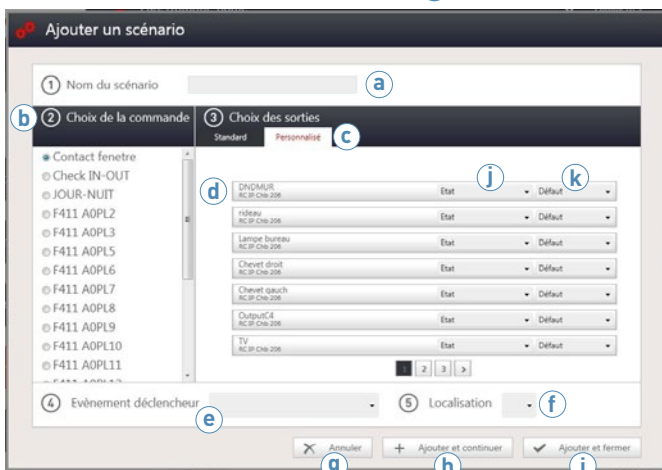 Ajouter un scénario
1 Nom du scénario a
b 2 Choix de la commande
3 Choix des sorties
Standard Personnalisé c
Contact fenetre
Check IN-OUT
JOUR-NUIT
F411 A0PL2
F411 A0PL3
F411 A0PL5
F411 A0PL6
F411 A0PL7
F411 A0PL8
F411 A0PL9
F411 A0PL10
F411 A0PL11
F411 A0PL12
j k
d DNDMUR Etat Défaut
RC IP Chb 206
rideau Etat Défaut
RC IP Chb 206
Lampe bureau Etat Défaut
RC IP Chb 206
Chevet droit Etat Défaut
RC IP Chb 206
Chevet gauch Etat Défaut
RC IP Chb 206
OutputC4 Etat Défaut
RC IP Chb 206
TV Etat Défaut
RC IP Chb 206
1 2 3 >
4 Evènement déclencheur e
5 Localisation f
Annuler + Ajouter et continuer Ajouter et fermer
g h i